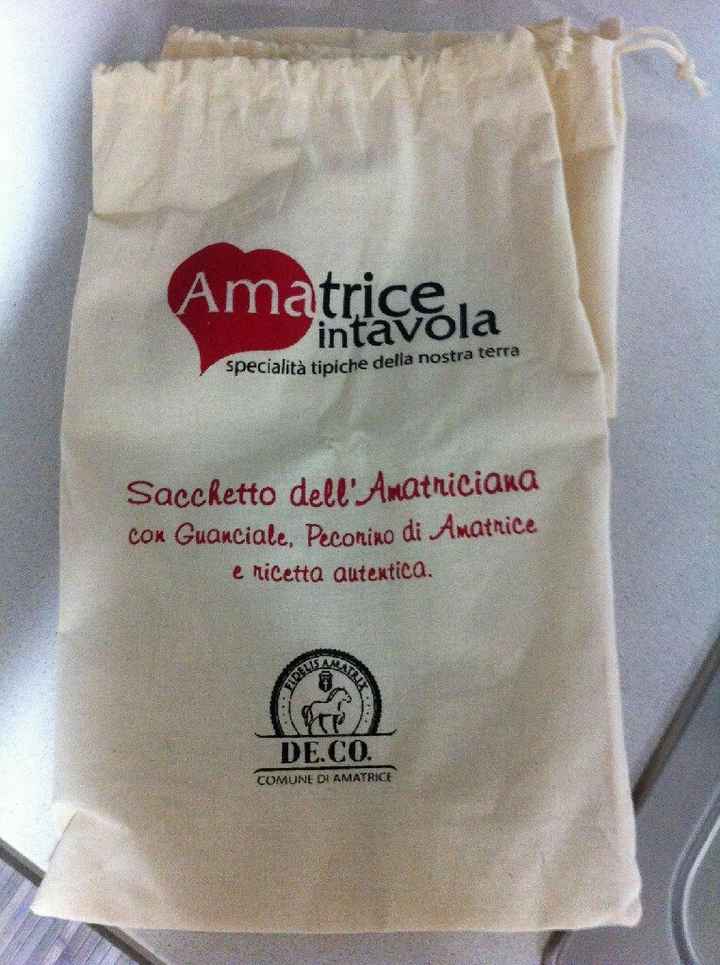 Amatrice
intavola
specialità tipiche della nostra terra
Sacchetto dell'Amatriciana
con Guanciale, Pecorino di Amatrice
e ricetta autentica.
FIDELIS AMATRIX
DE.CO.
COMUNE DI AMATRICE